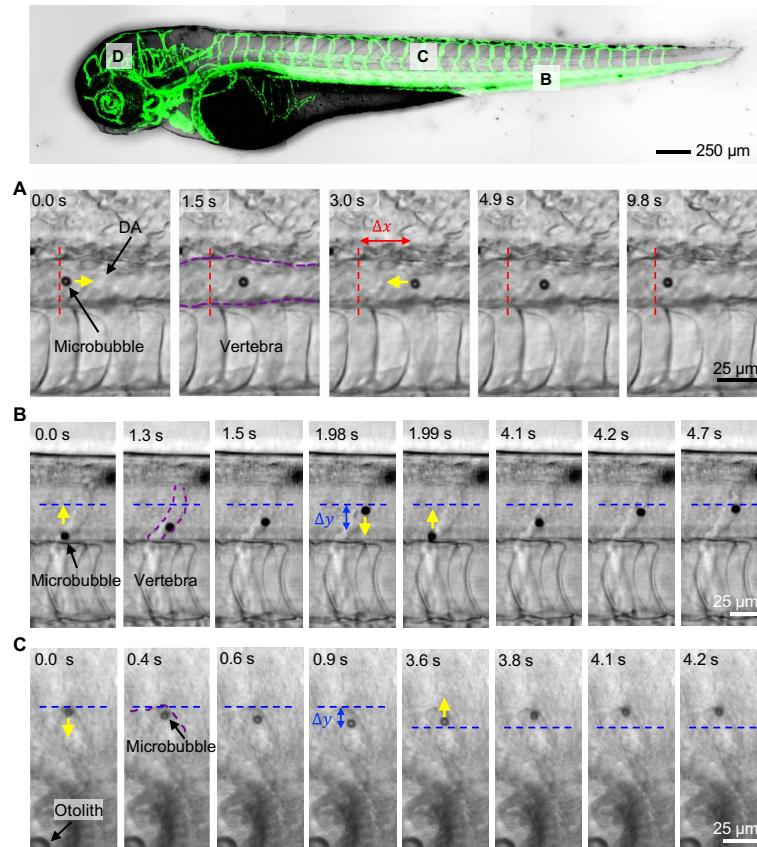 D
C
B
250 µm
A
0.0 s
1.5 s
3.0 s
4.9 s
9.8 s
DA
Δx
Microbubble
Vertebra
25 µm
B
0.0 s
1.3 s
1.5 s
1.98 s
1.99 s
4.1 s
4.2 s
4.7 s
Δy
Microbubble
Vertebra
25 µm
C
0.0 s
0.4 s
0.6 s
0.9 s
3.6 s
3.8 s
4.1 s
4.2 s
Δy
Microbubble
Otolith
25 µm